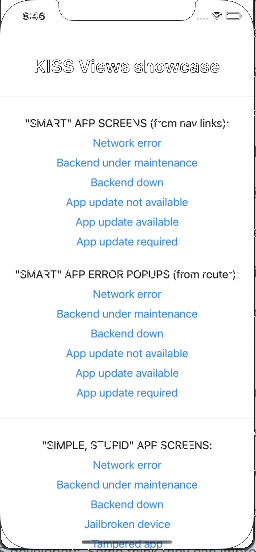 8:46
KISS Views showcase
"SMART" APP SCREENS (from nav links):
Network error
Backend under maintenance
Backend down
App update not available
App update available
App update required
"SMART" APP ERROR POPUPS (from router):
Network error
Backend under maintenance
Backend down
App update not available
App update available
App update required
"SIMPLE, STUPID" APP SCREENS:
Network error
Backend under maintenance
Backend down
Jailbroken device
Tampered app